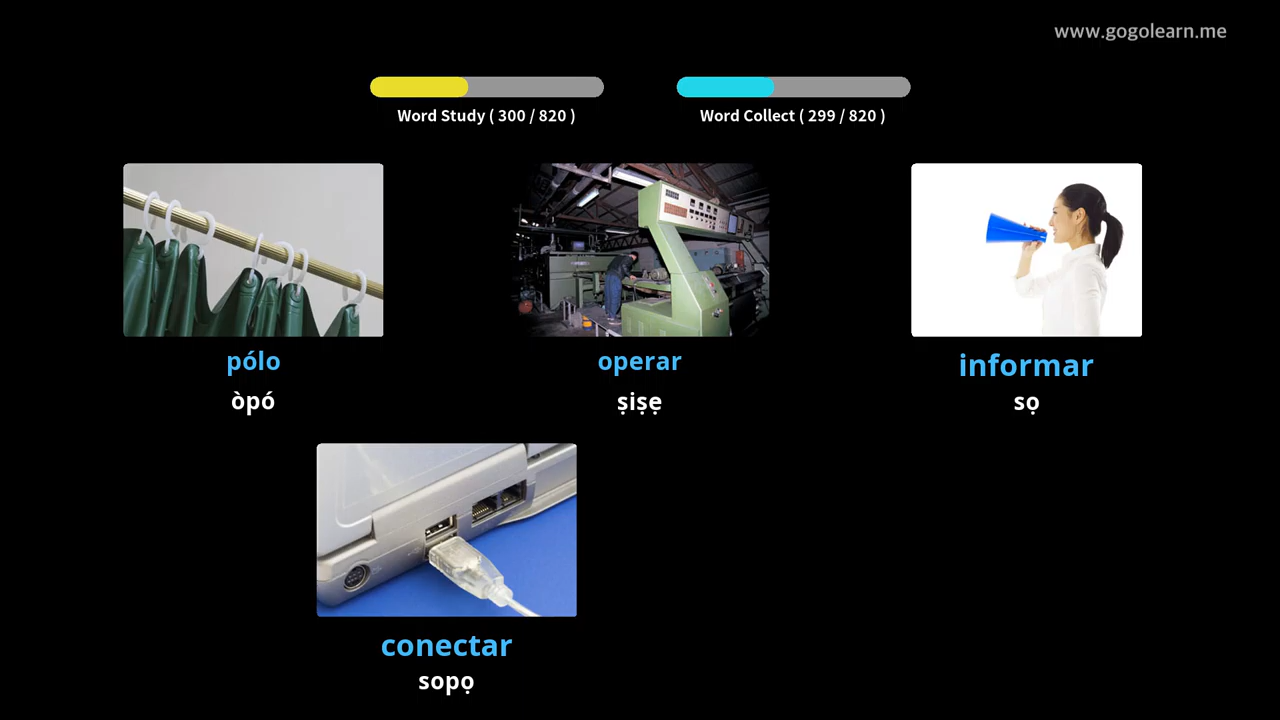 www.gogolearn.me
Word Study ( 300 / 820 )
Word Collect ( 299 / 820 )
pólo
òpó
operar
ṣiṣẹ
informar
sọ
conectar
sopọ